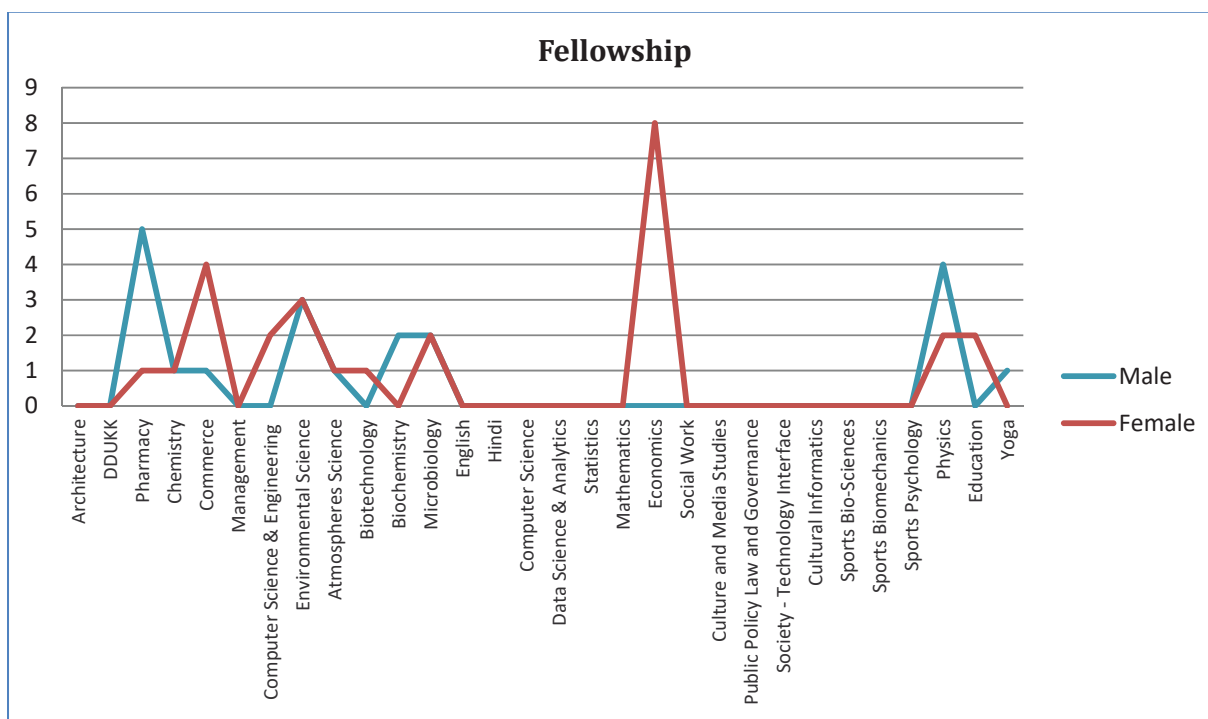 Fellowship
9
8
7
6
5
4
3
2
1
0
Architecture
DDUKK
Pharmacy
Chemistry
Commerce
Management
Computer Science & Engineering
Environmental Science
Atmospheres Science
Biotechnology
Biochemistry
Microbiology
English
Hindi
Computer Science
Data Science & Analytics
Statistics
Mathematics
Economics
Social Work
Culture and Media Studies
Public Policy Law and Governance
Society - Technology Interface
Cultural Informatics
Sports Bio-Sciences
Sports Biomechanics
Sports Psychology
Physics
Education
Yoga
Male
Female